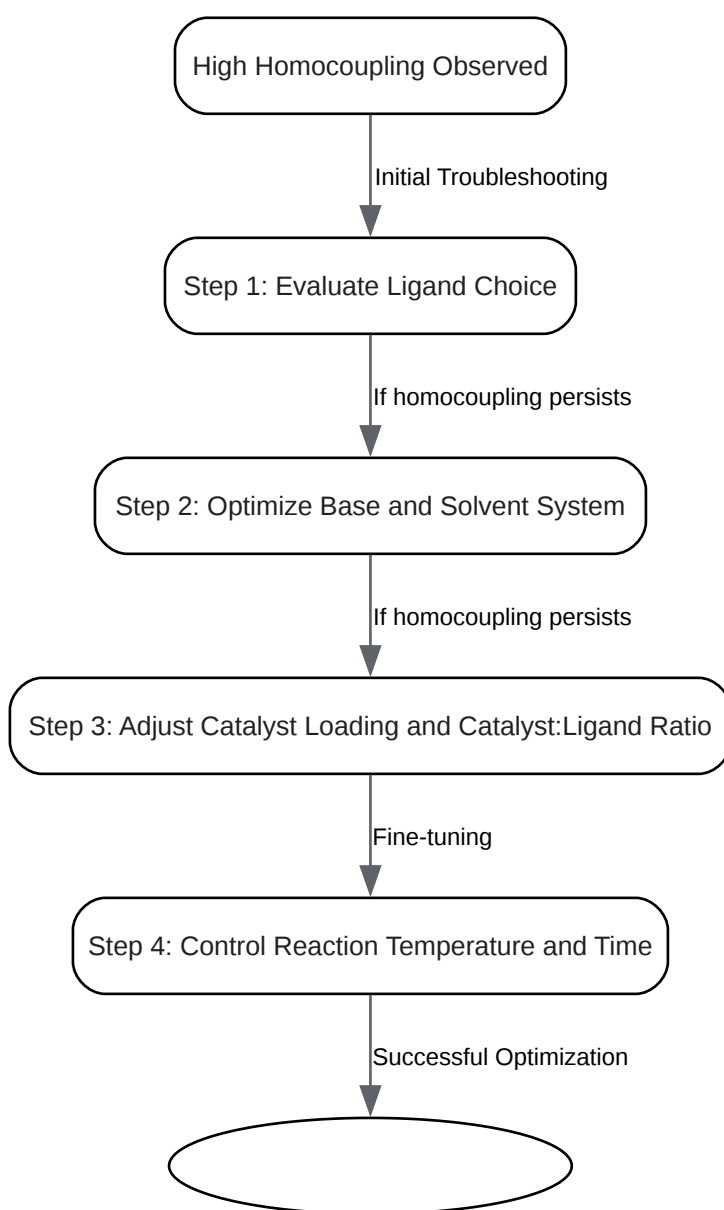 High Homocoupling Observed
Initial Troubleshooting
Step 1: Evaluate Ligand Choice
If homocoupling persists
Step 2: Optimize Base and Solvent System
If homocoupling persists
Step 3: Adjust Catalyst Loading and Catalyst:Ligand Ratio
Fine-tuning
Step 4: Control Reaction Temperature and Time
Successful Optimization